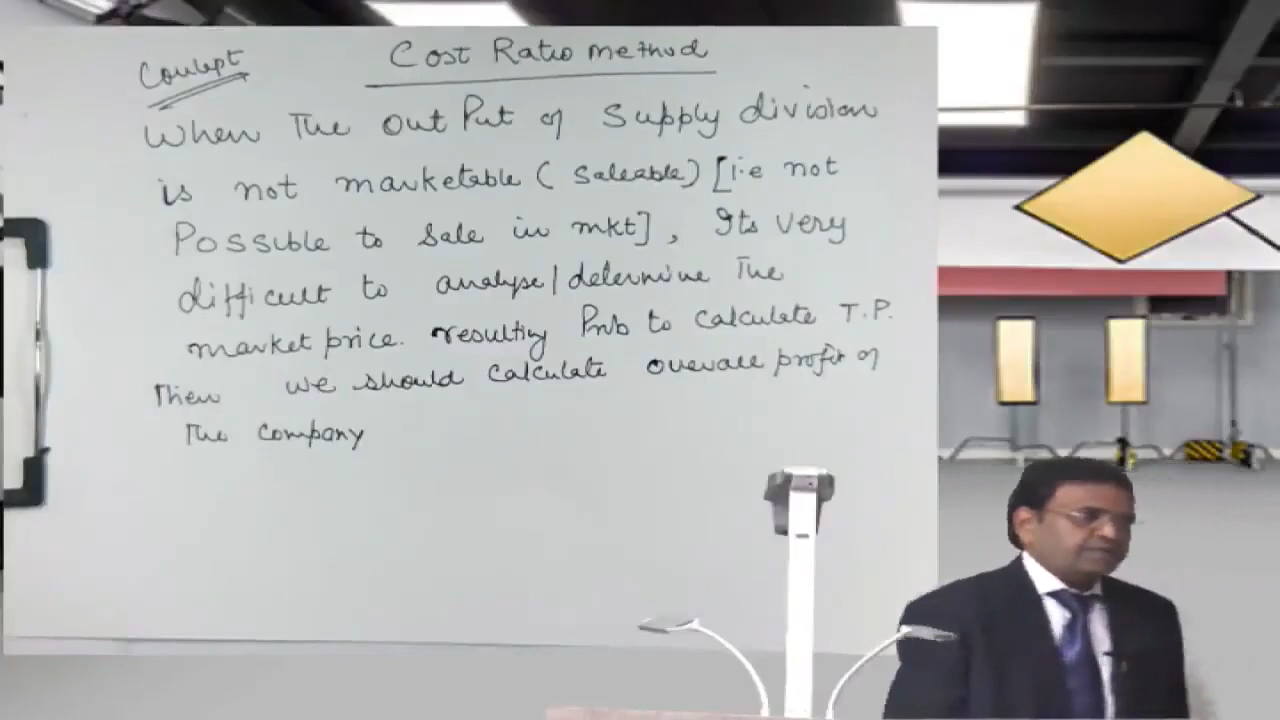 Concept
Cost Ratio method
When The out Put of Supply division
is not marketable ( Saleable) [i.e not
Possible to Sale in mkt] , Its very
difficult to analyse / determine The
market price. resulting Prob to calculate T.P.
Then we should calculate overall profit of
The company